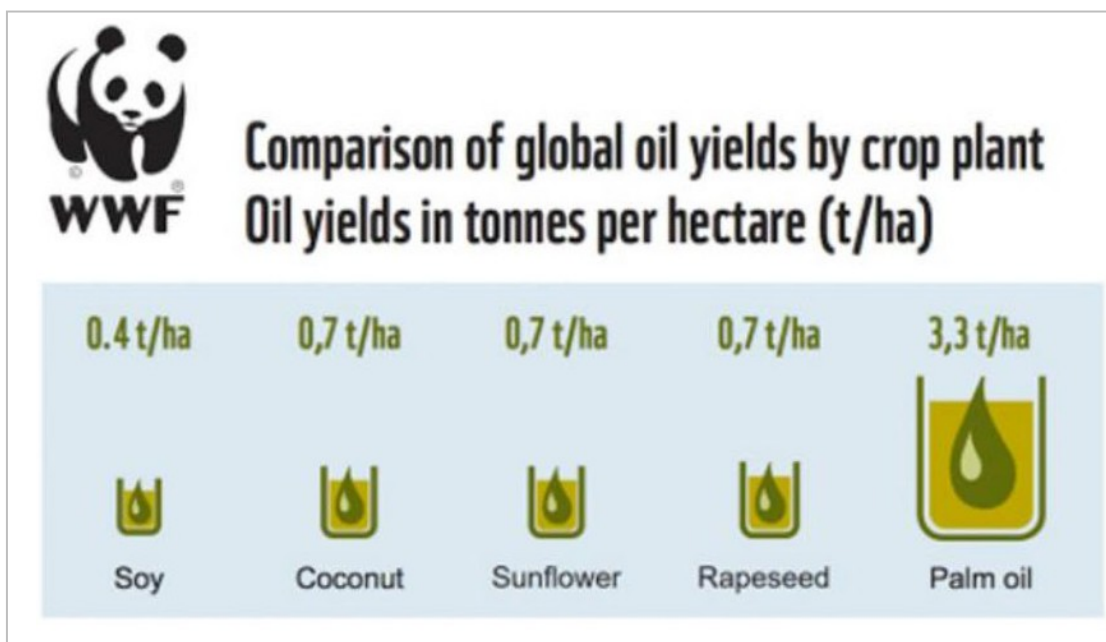 ©
®
WWF
Comparison of global oil yields by crop plant
Oil yields in tonnes per hectare (t/ha)
0.4 t/ha 0,7 t/ha 0,7 t/ha 0,7 t/ha 3,3 t/ha
Soy Coconut Sunflower Rapeseed Palm oil